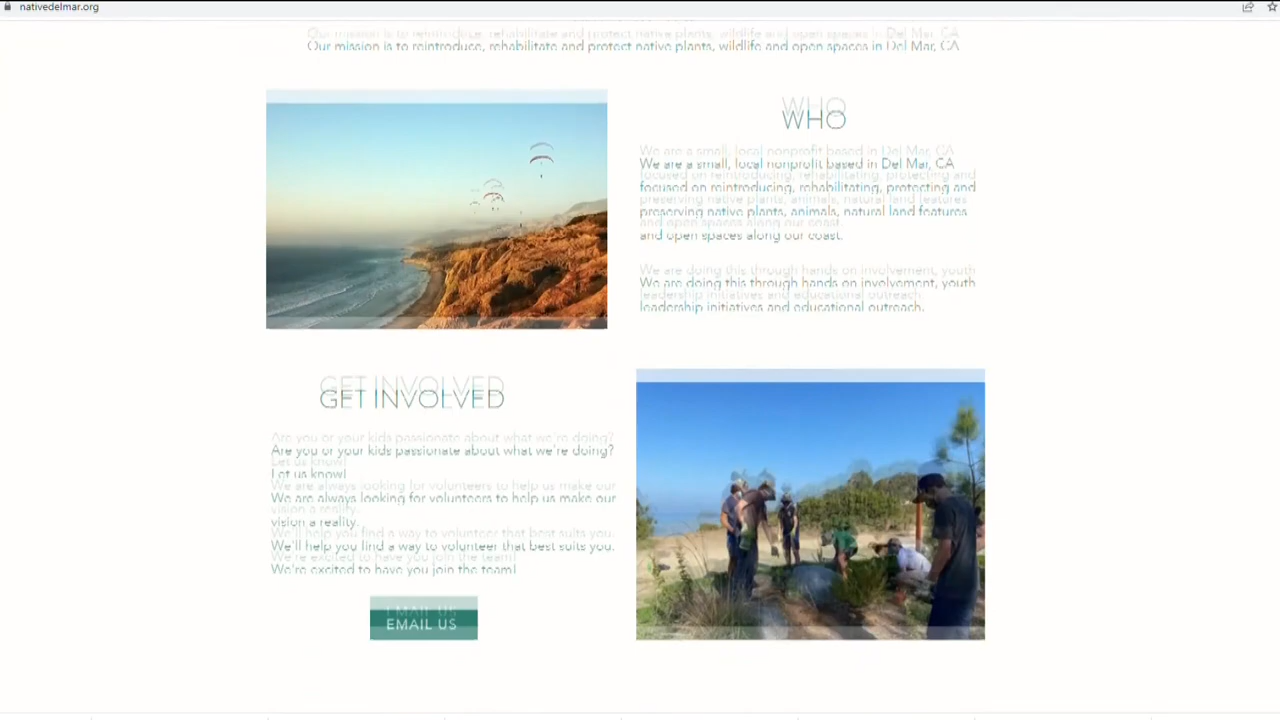 nativedelmar.org
Our mission is to reintroduce, rehabilitate and protect native plants, wildlife and open spaces in Del Mar, CA
WHO
We are a small, local nonprofit based in Del Mar, CA
focused on reintroducing, rehabilitating, protecting and
preserving native plants, animals, natural land features
and open spaces along our coast.
We are doing this through hands on involvement, youth
leadership initiatives and educational outreach.
GET INVOLVED
Are you or your kids passionate about what we're doing?
Let us know!
We are always looking for volunteers to help us make our
vision a reality.
We'll help you find a way to volunteer that best suits you.
We're excited to have you join the team!
EMAIL US